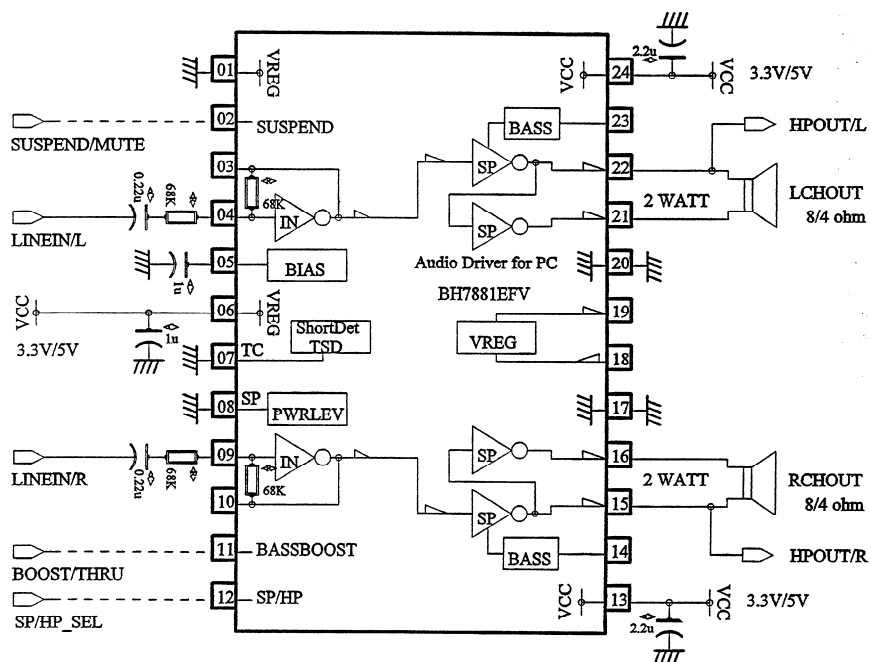 01
VREG
2.2u
24
VCC
VCC
3.3V/5V
02
SUSPEND
SUSPEND/MUTE
BASS
23
HPOUT/L
03
SP
22
0.22u
68K
68K
2 WATT
LCHOUT
8/4 ohm
04
IN
SP
21
LINEIN/L
05
1u
BIAS
Audio Driver for PC
20
BH7881EFV
VCC
06
VREG
19
3.3V/5V
1u
ShortDet
TSD
VREG
07
TC
18
08
SP
PWRLEV
17
09
IN
SP
16
LINEIN/R
0.22u
68K
68K
2 WATT
RCHOUT
8/4 ohm
10
SP
15
11
BASSBOOST
BASS
14
HPOUT/R
BOOST/THRU
12
SP/HP
VCC
13
VCC
3.3V/5V
SP/HP_SEL
2.2u